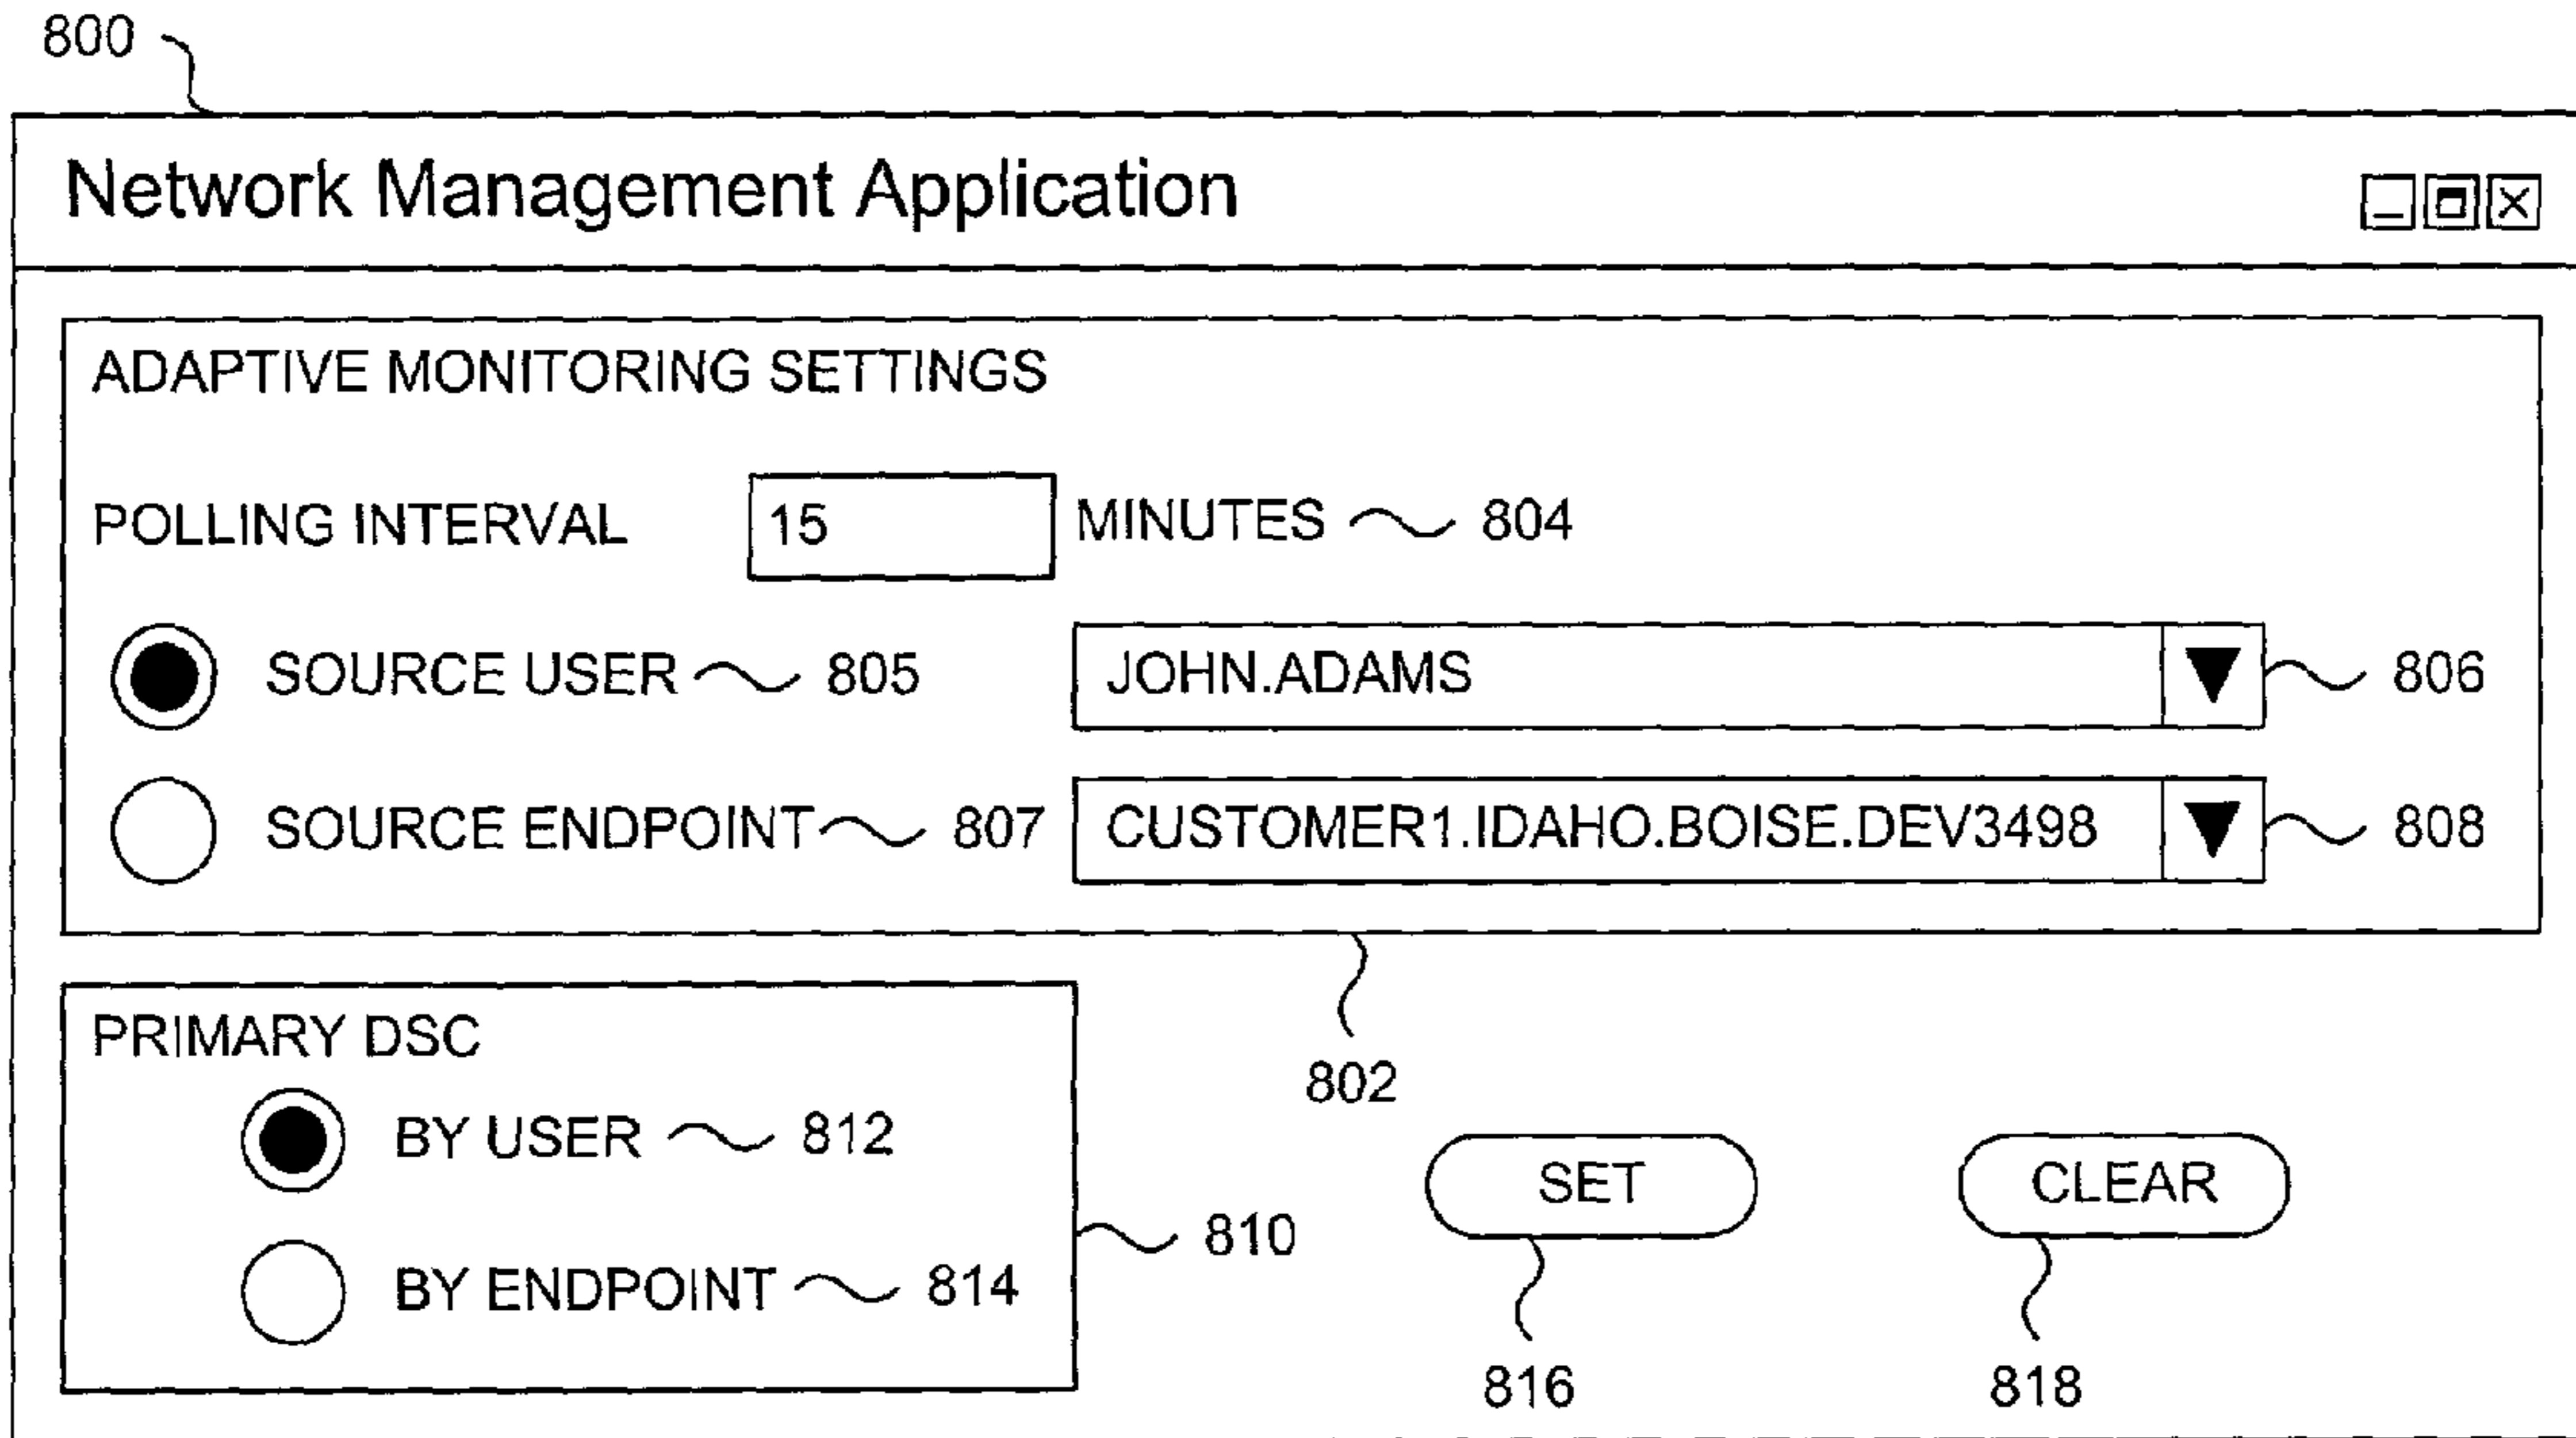 800
Network Management Application
ADAPTIVE MONITORING SETTINGS
POLLING INTERVAL 15 MINUTES 804
SOURCE USER 805 JOHN.ADAMS 806
SOURCE ENDPOINT 807 CUSTOMER1.IDAHO.BOISE.DEV3498 808
802
PRIMARY DSC
BY USER 812
BY ENDPOINT 814
810
SET CLEAR
816 818